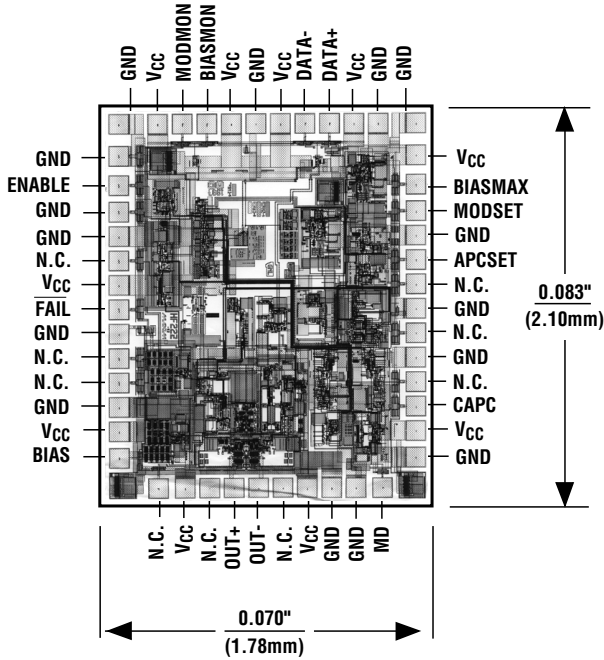 GND
VCC
MODMON
BIASMON
VCC
GND
VCC
DATA-
DATA+
VCC
GND
GND
GND
ENABLE
GND
GND
N.C.
VCC
FAIL
GND
N.C.
N.C.
GND
VCC
BIAS
VCC
BIASMAX
MODSET
GND
APCSET
N.C.
GND
N.C.
GND
N.C.
CAPC
VCC
GND
0.083"
(2.10mm)
HF22Z
N.C.
VCC
N.C.
OUT+
OUT-
N.C.
VCC
GND
GND
MD
0.070"
(1.78mm)